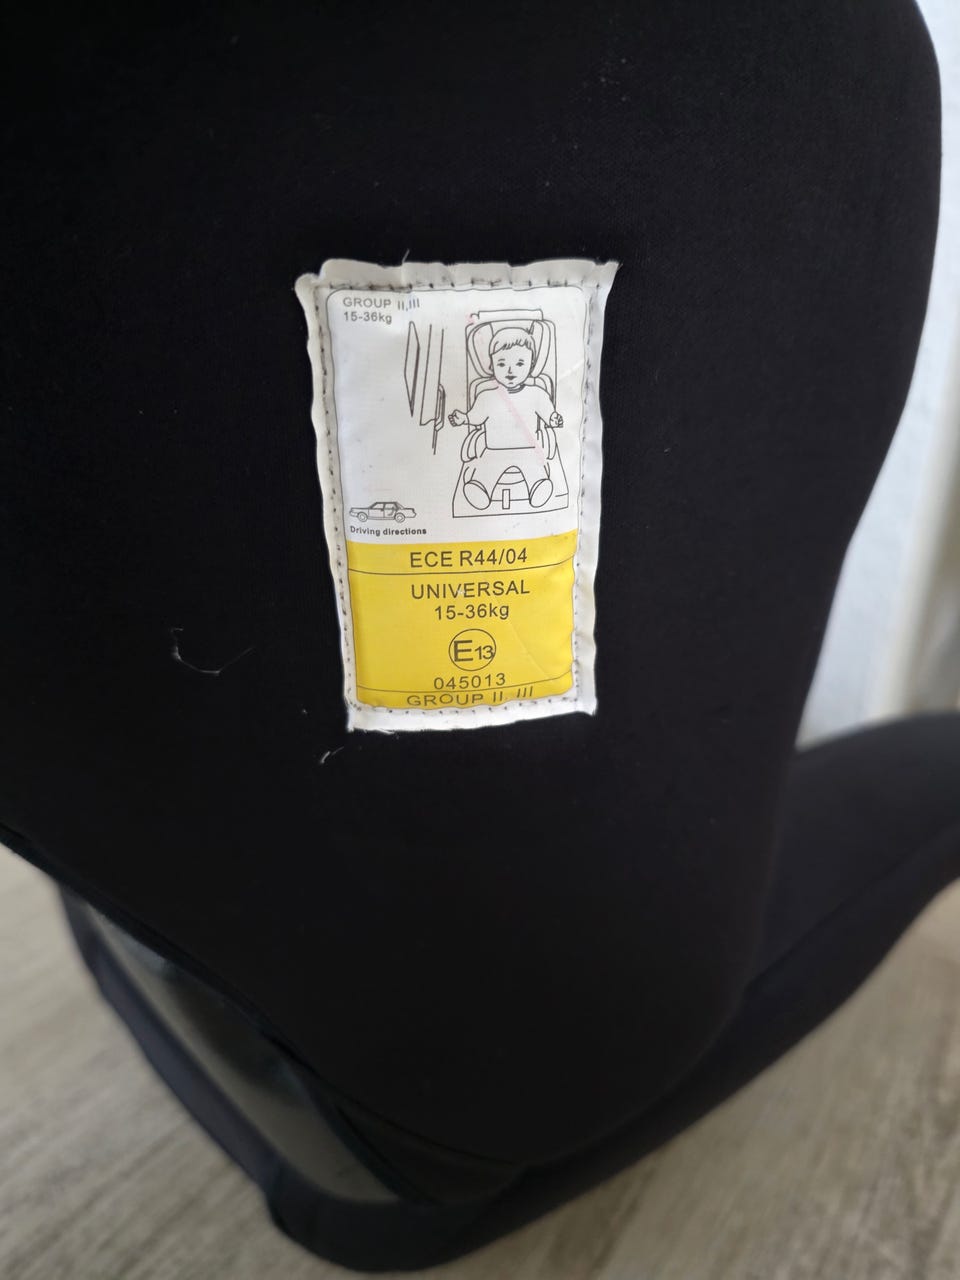 GROUP II,III
15-36kg
Driving directions
ECE R44/04
UNIVERSAL
15-36kg
E13
045013
GROUP II, III